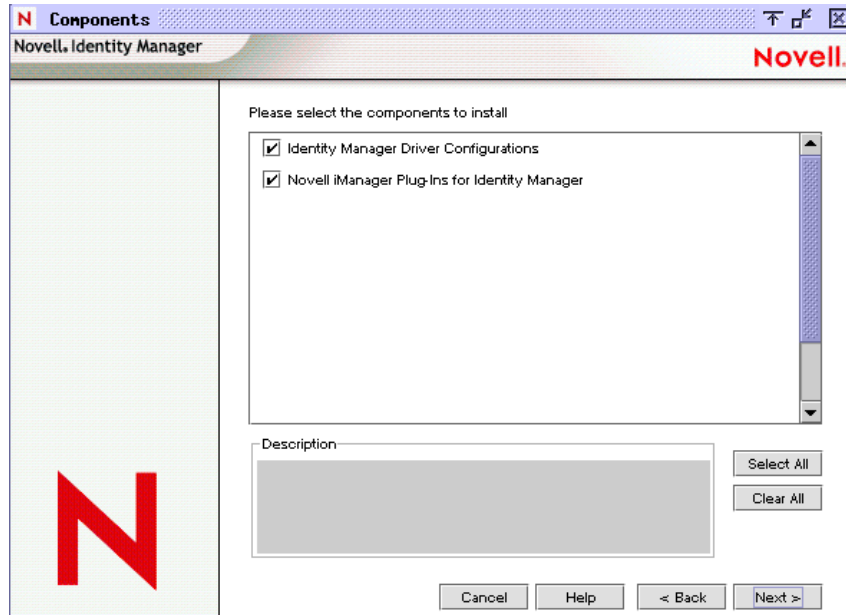 N Components
Novell. Identity Manager
Novell.
Please select the components to install
Identity Manager Driver Configurations
Novell iManager Plug-Ins for Identity Manager
Description
Select All
Clear All
N
Cancel Help < Back Next >